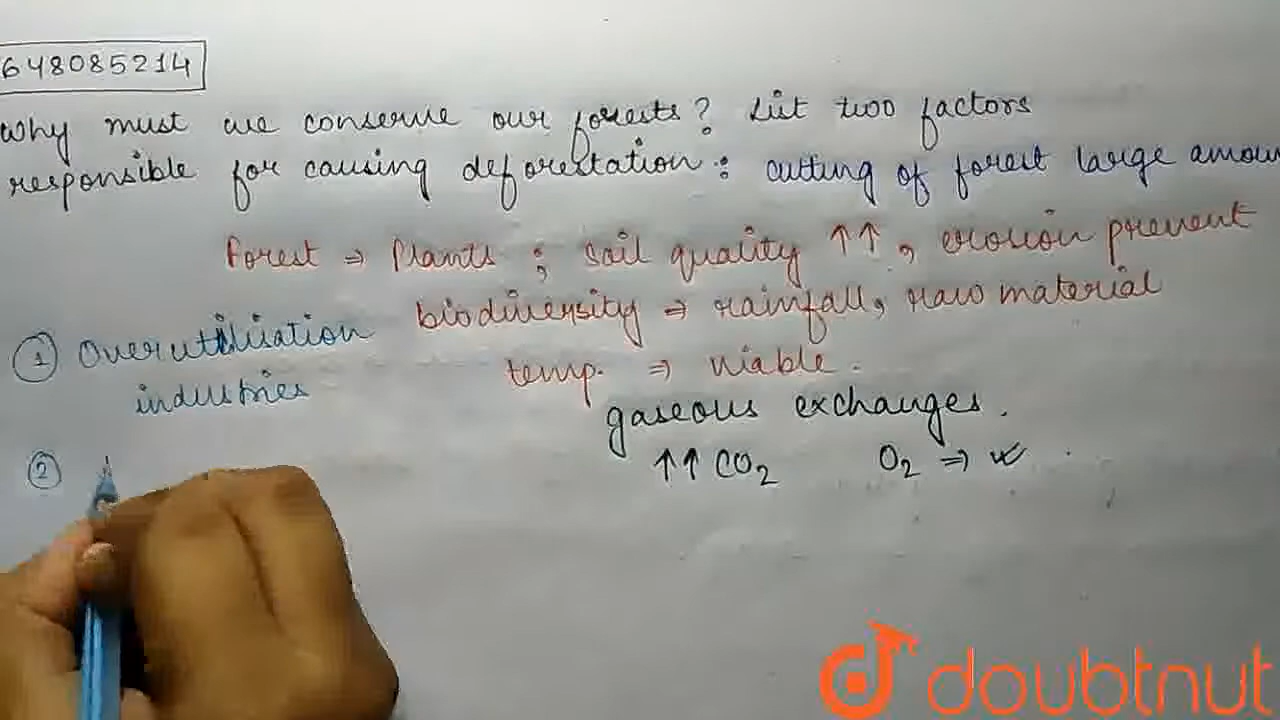 648085214
Why must we conserve our forests? List two factors
responsible for causing deforestation: cutting of forest large amoun
Forest ⇒ Plants ; soil quality ↑↑, erosion prevent
biodiversity ⇒ rainfall, raw material
① Overutilisation
industries
temp. ⇒ viable.
gaseous exchanges.
↑↑ CO₂ O₂ ⇒
②
doubtnut